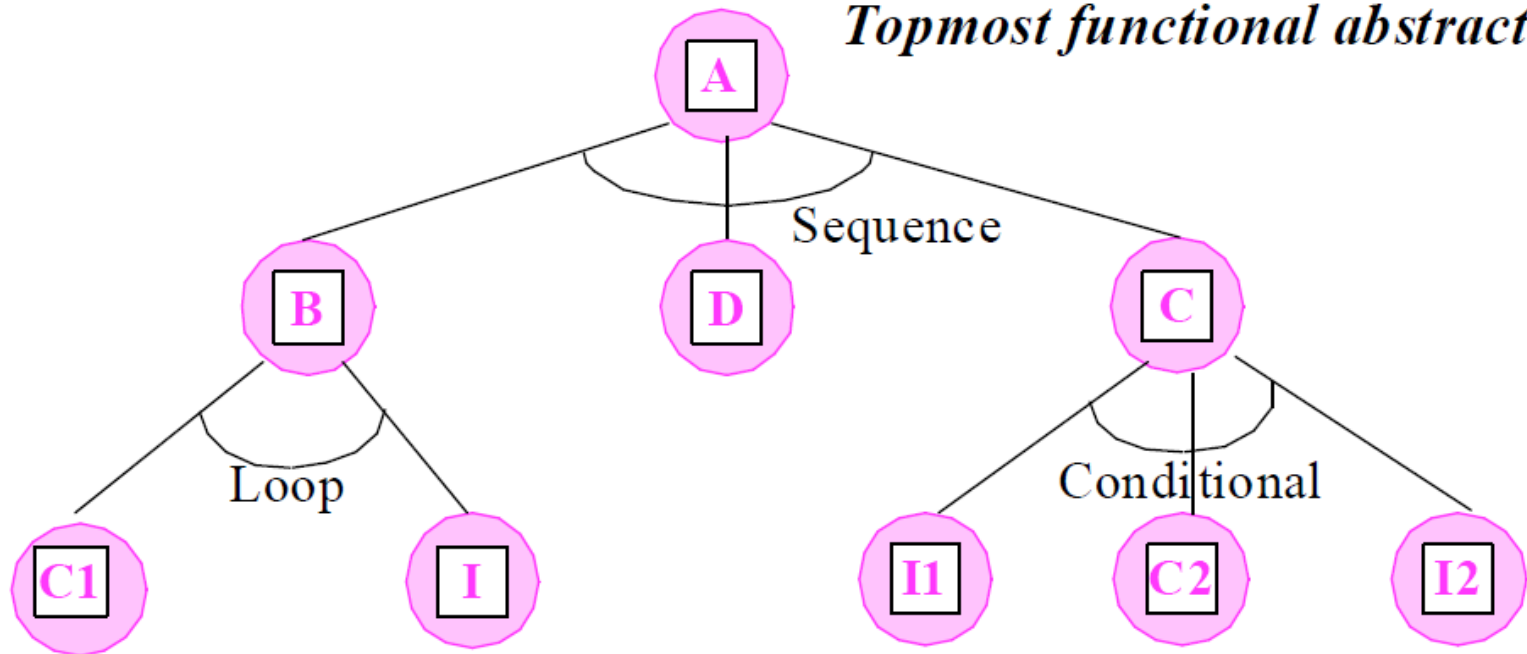 Topmost functional abstract
A
Sequence
B
D
C
Loop
Conditional
C1
I
I1
C2
I2